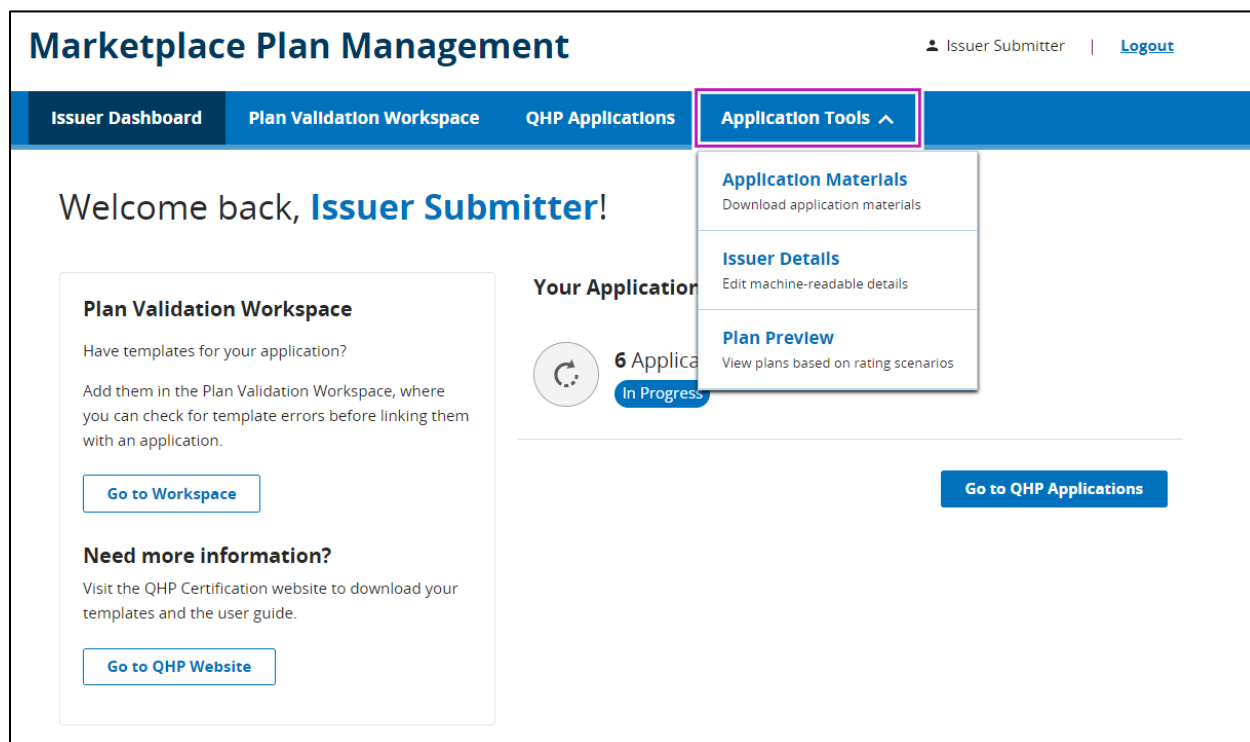 Marketplace Plan Management
Issuer Submitter | Logout
Issuer Dashboard
Plan Validation Workspace
QHP Applications
Application Tools
Application Materials
Download application materials
Issuer Details
Edit machine-readable details
Plan Preview
View plans based on rating scenarios
Welcome back, Issuer Submitter!
Plan Validation Workspace
Have templates for your application?
Add them in the Plan Validation Workspace, where
you can check for template errors before linking them
with an application.
Go to Workspace
Need more information?
Visit the QHP Certification website to download your
templates and the user guide.
Go to QHP Website
Your Application
6 Applica
In Progress
Go to QHP Applications